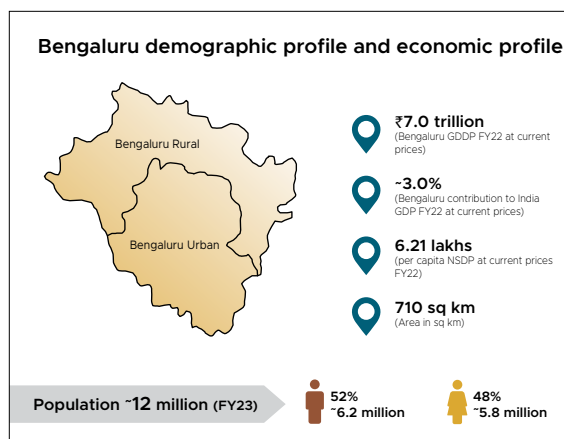 Bengaluru demographic profile and economic profile
Bengaluru Rural
Bengaluru Urban
₹7.0 trillion
(Bengaluru GDDP FY22 at current
prices)
~3.0%
(Bengaluru contribution to India
GDP FY22 at current prices)
6.21 lakhs
(per capita NSDP at current prices
FY22)
710 sq km
(Area in sq km)
Population ~12 million (FY23)
52%
~6.2 million
48%
~5.8 million